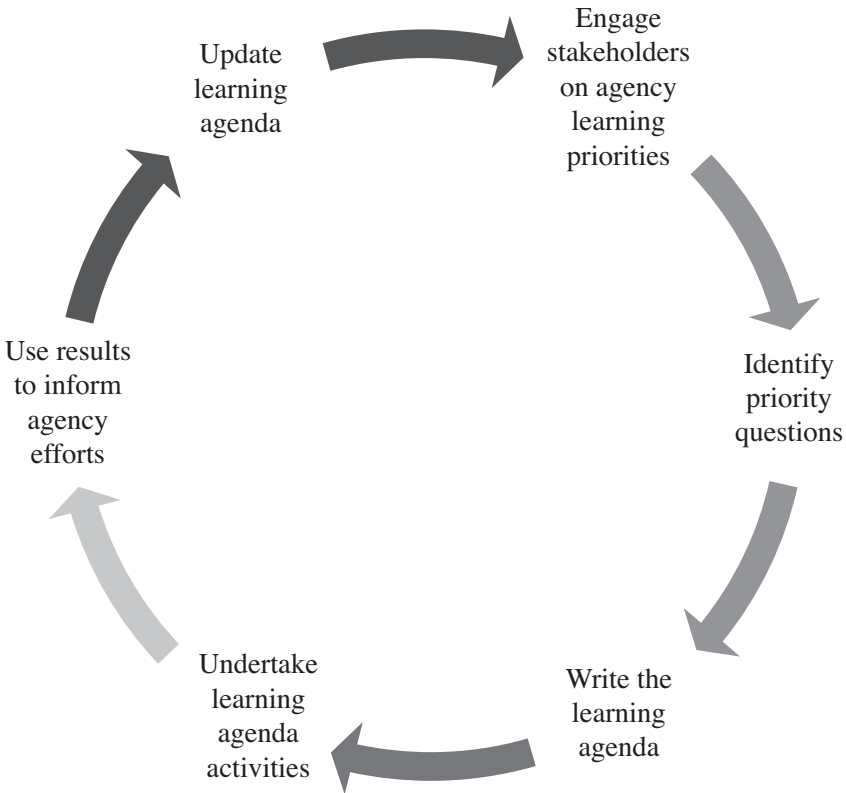 Engage
stakeholders
on agency
learning
priorities
Identify
priority
questions
Write the
learning
agenda
Undertake
learning
agenda
activities
Use results
to inform
agency
efforts
Update
learning
agenda